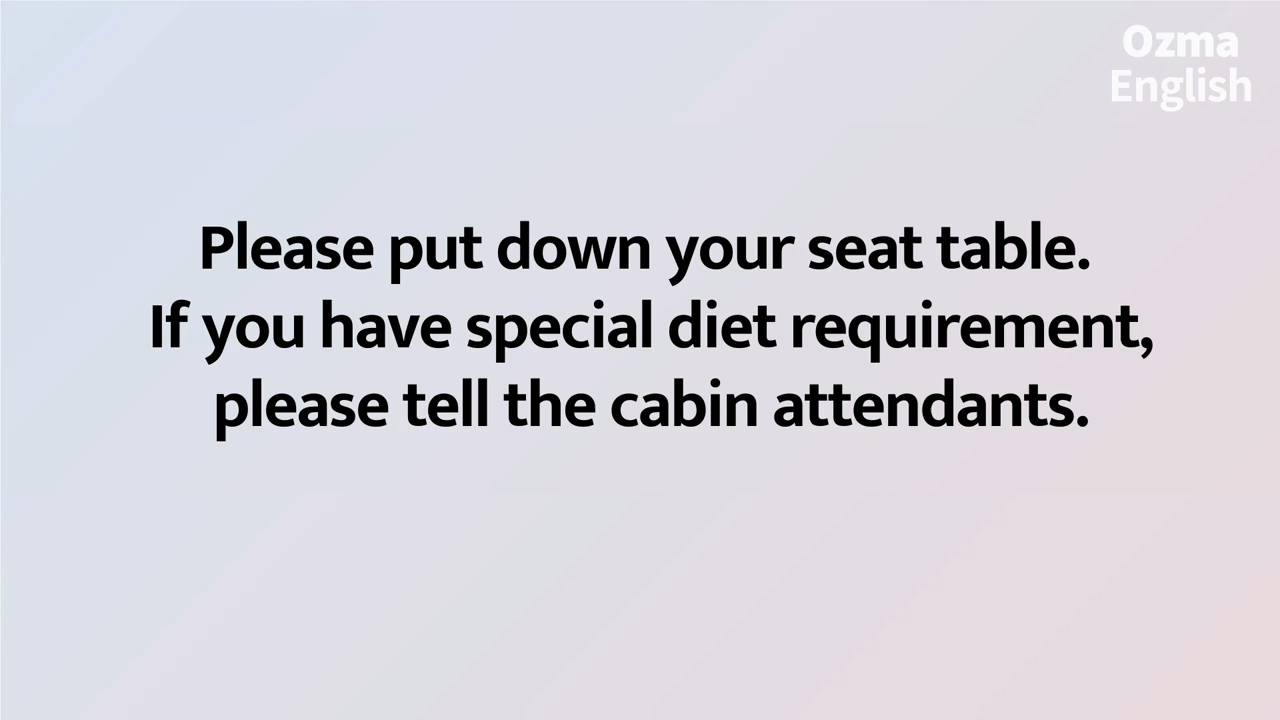 Ozma
English
Please put down your seat table.
If you have special diet requirement,
please tell the cabin attendants.